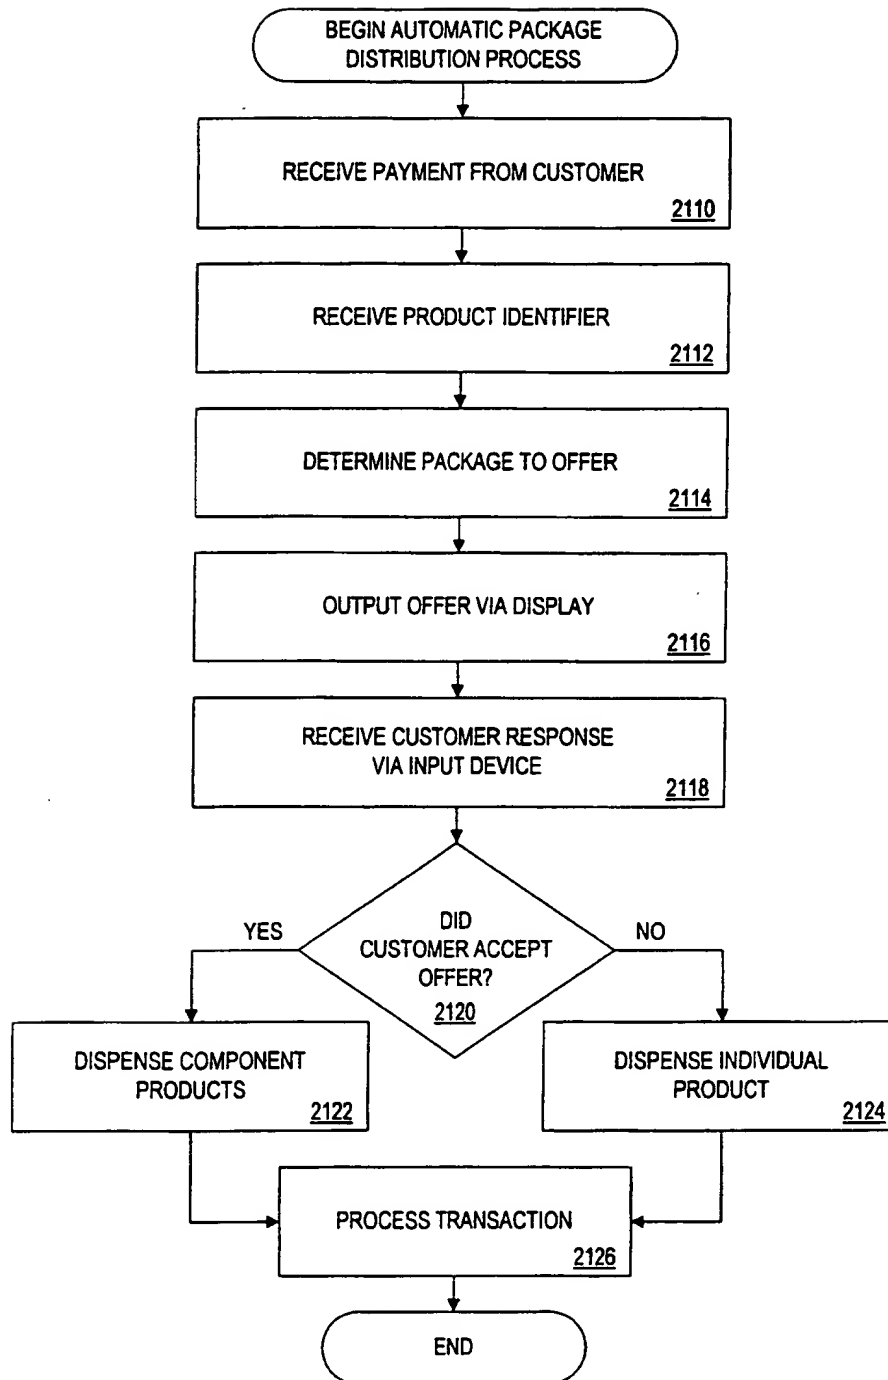 BEGIN AUTOMATIC PACKAGE
DISTRIBUTION PROCESS
RECEIVE PAYMENT FROM CUSTOMER
2110
RECEIVE PRODUCT IDENTIFIER
2112
DETERMINE PACKAGE TO OFFER
2114
OUTPUT OFFER VIA DISPLAY
2116
RECEIVE CUSTOMER RESPONSE
VIA INPUT DEVICE
2118
DID
CUSTOMER ACCEPT
OFFER?
2120
YES
NO
DISPENSE COMPONENT
PRODUCTS
2122
DISPENSE INDIVIDUAL
PRODUCT
2124
PROCESS TRANSACTION
2126
END